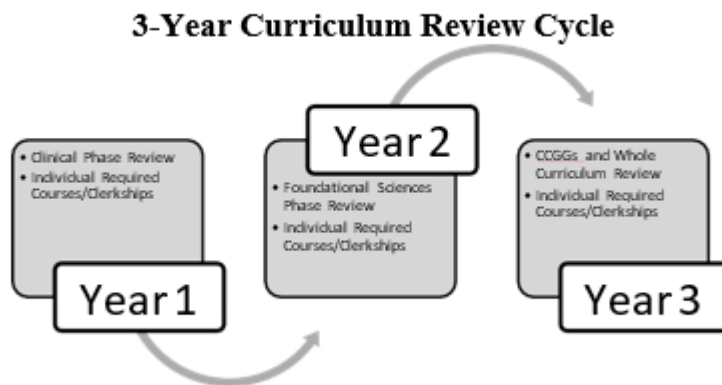 3-Year Curriculum Review Cycle
• Clinical Phase Review
• Individual Required
Courses/Clerkships
Year 1
Year 2
• Foundational Sciences
Phase Review
• Individual Required
Courses/Clerkships
• CCGGs and Whole
Curriculum Review
• Individual Required
Courses/Clerkships
Year 3